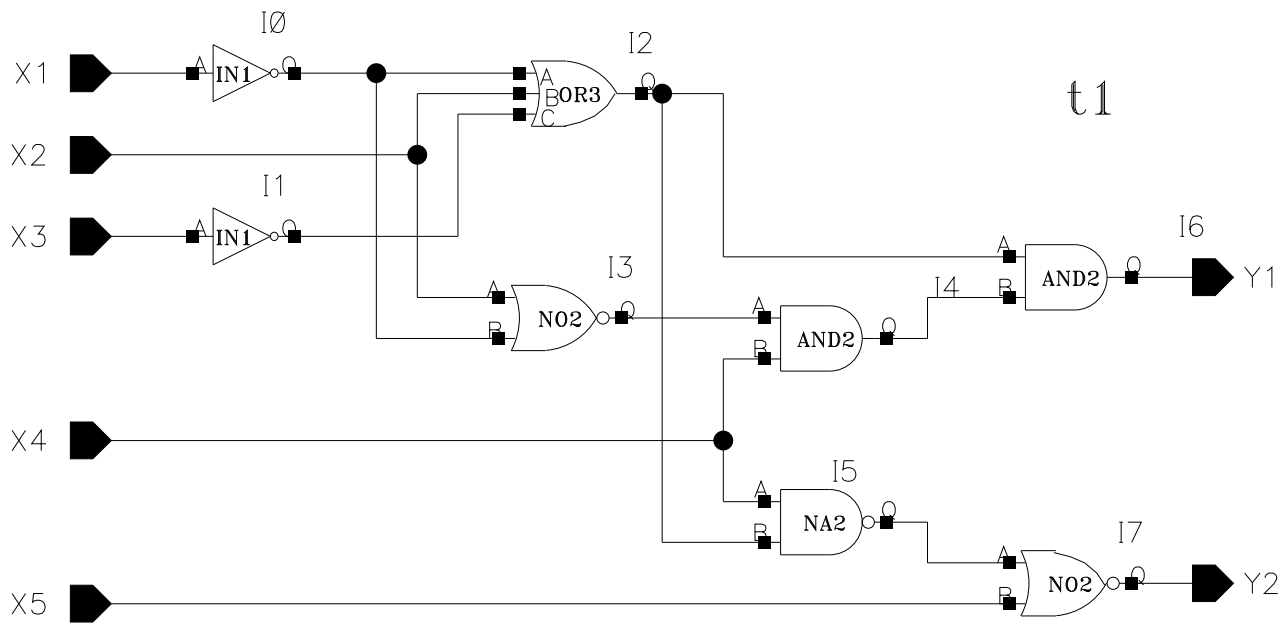 I0
I2
X1 A IN1 Q A Q
B OR3
C
t1
X2
I1
X3 A IN1 Q
I6
I3
A Q
A NO2 Q A I4 B AND2 Y1
B AND2 Q
B
X4
I5
A NA2 Q
B
I7
A Q
X5 B NO2 Y2